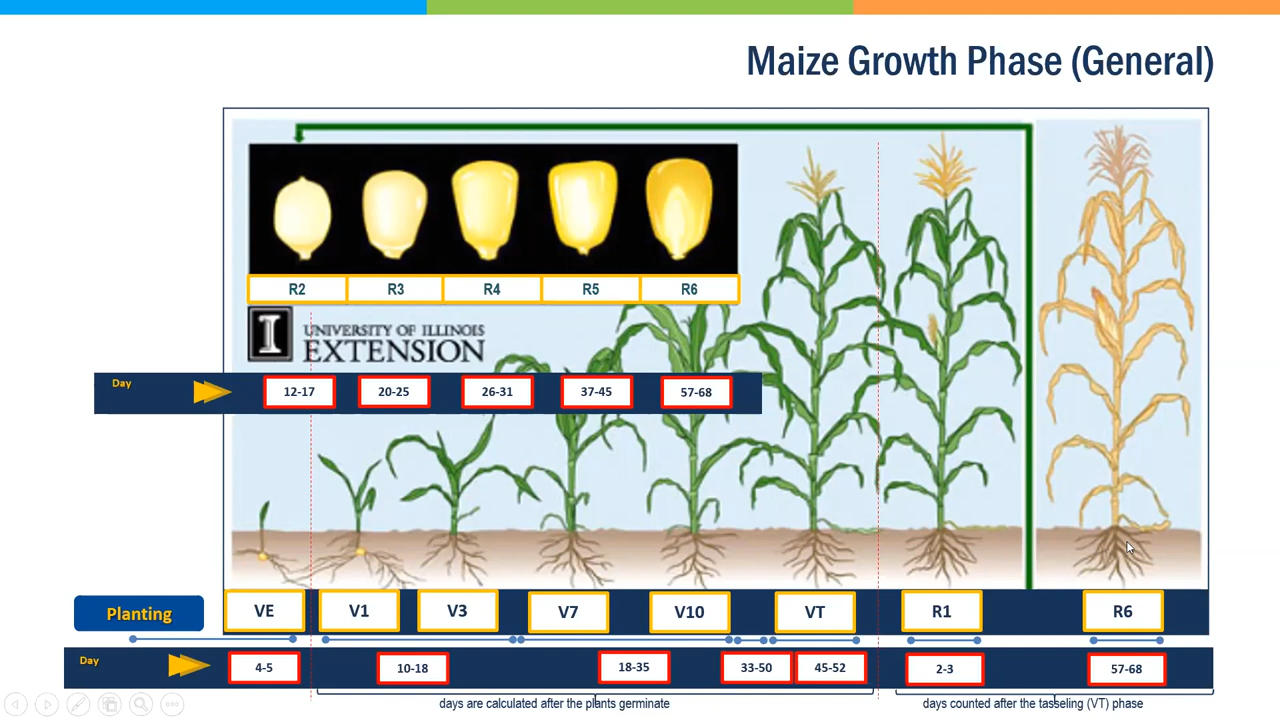 Maize Growth Phase (General)
R2 R3 R4 R5 R6
I UNIVERSITY OF ILLINOIS
EXTENSION
Day 12-17 20-25 26-31 37-45 57-68
Planting VE V1 V3 V7 V10 VT R1 R6
Day 4-5 10-18 18-35 33-50 45-52 2-3 57-68
days are calculated after the plants germinate
days counted after the tasseling (VT) phase